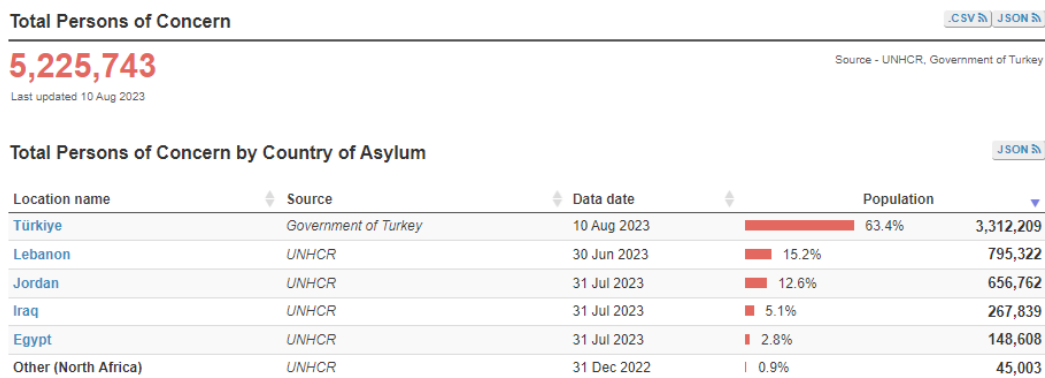 Total Persons of Concern .CSV JSON
5,225,743 Source - UNHCR, Government of Turkey
Last updated 10 Aug 2023
Total Persons of Concern by Country of Asylum JSON
Location name Source Data date Population
Türkiye Government of Turkey 10 Aug 2023 63.4% 3,312,209
Lebanon UNHCR 30 Jun 2023 15.2% 795,322
Jordan UNHCR 31 Jul 2023 12.6% 656,762
Iraq UNHCR 31 Jul 2023 5.1% 267,839
Egypt UNHCR 31 Jul 2023 2.8% 148,608
Other (North Africa) UNHCR 31 Dec 2022 0.9% 45,003